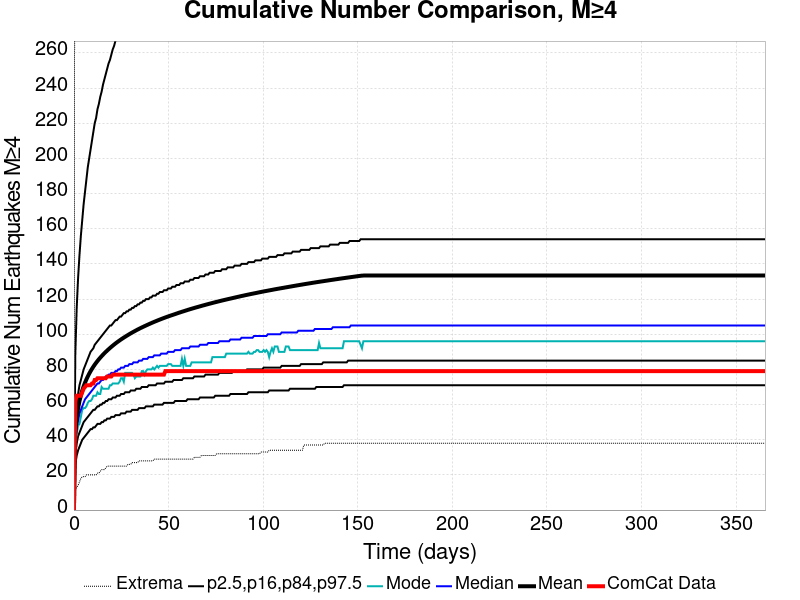 Cumulative Number Comparison, M≥4
Cumulative Num Earthquakes M≥4
260
240
220
200
180
160
140
120
100
80
60
40
20
0
0 50 100 150 200 250 300 350
Time (days)
Extrema p2.5,p16,p84,p97.5 Mode Median Mean ComCat Data